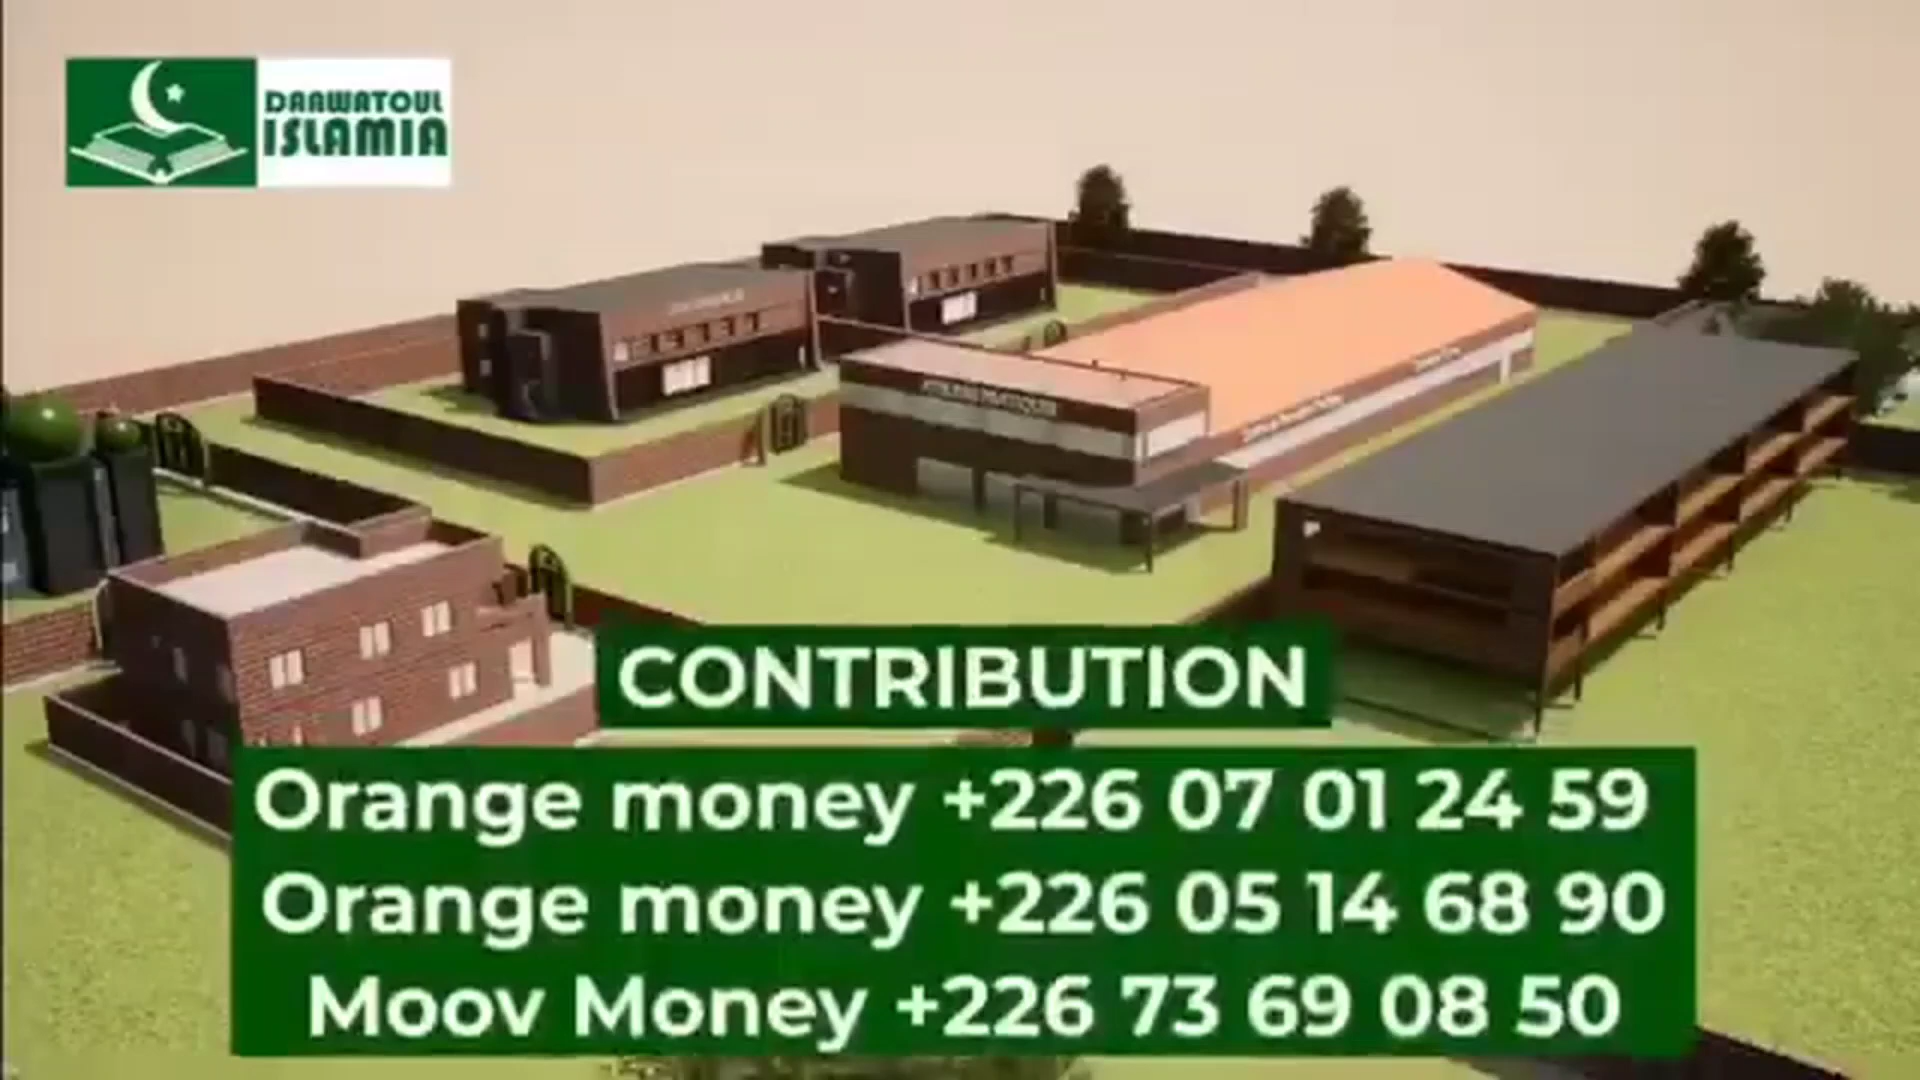 DAAWATOUL
ISLAMIA
CONTRIBUTION
Orange money +226 07 01 24 59
Orange money +226 05 14 68 90
Moov Money +226 73 69 08 50